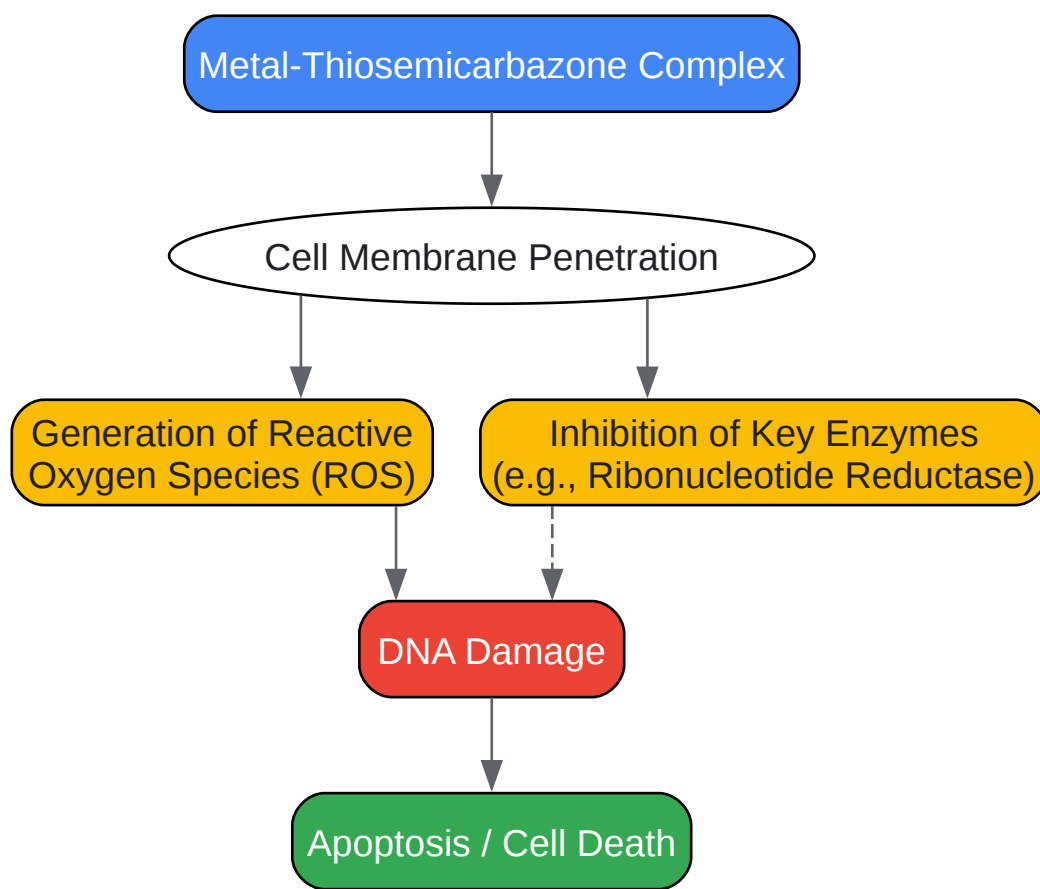 Metal-Thiosemicarbazone Complex
Cell Membrane Penetration
Generation of Reactive
Oxygen Species (ROS)
Inhibition of Key Enzymes
(e.g., Ribonucleotide Reductase)
DNA Damage
Apoptosis / Cell Death